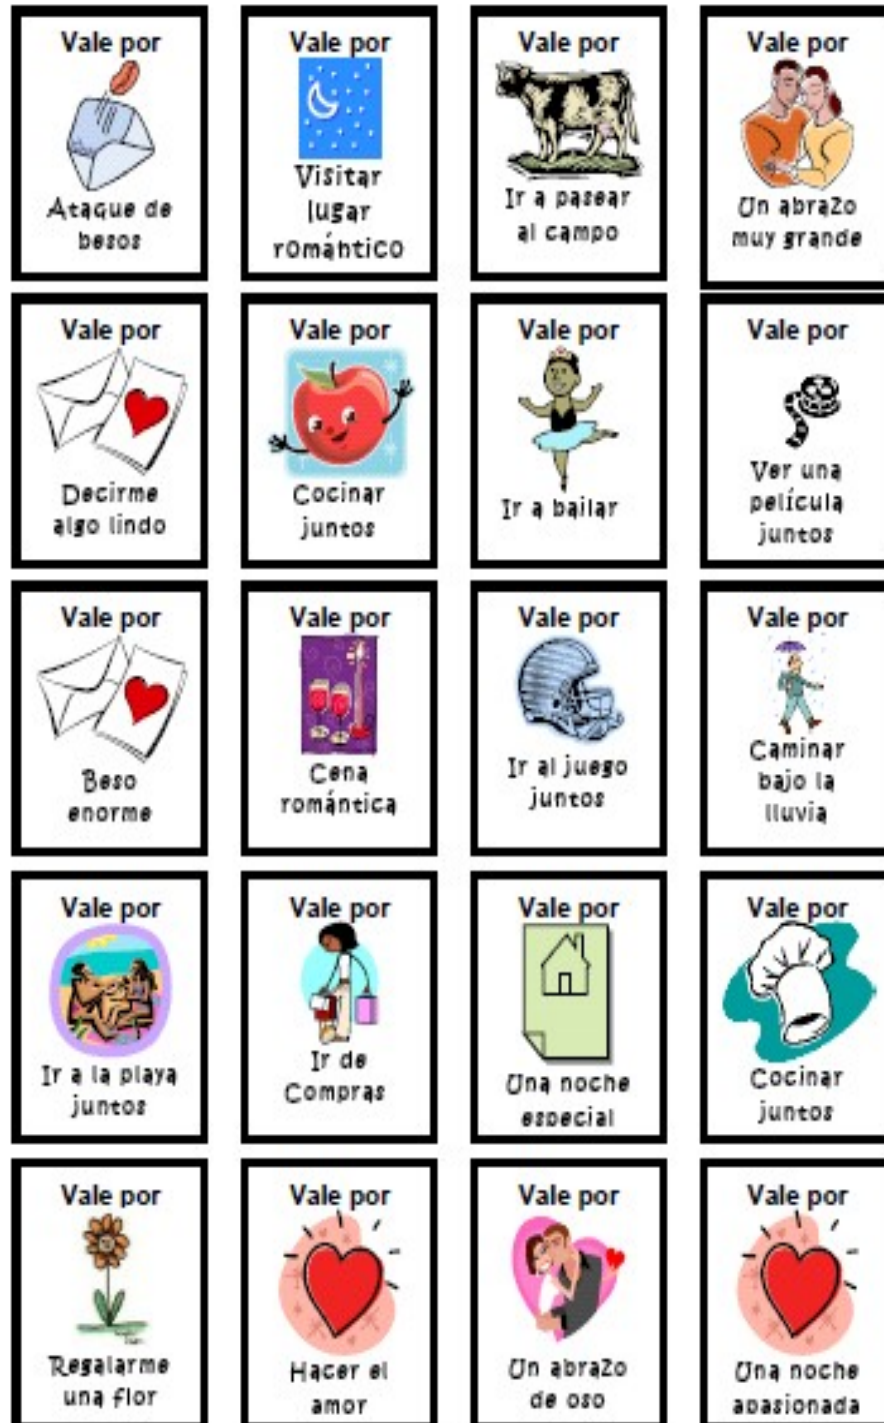 Vale por
Ataque de
besos
Vale por
Visitar
lugar
romántico
Vale por
Ir a pasear
al campo
Vale por
Un abrazo
muy grande
Vale por
Decirme
algo lindo
Vale por
Cocinar
juntos
Vale por
Ir a bailar
Vale por
Ver una
película
juntos
Vale por
Beso
enorme
Vale por
Cena
romántica
Vale por
Ir al juego
juntos
Vale por
Caminar
bajo la
lluvia
Vale por
Ir a la playa
juntos
Vale por
Ir de
Compras
Vale por
Una noche
especial
Vale por
Cocinar
juntos
Vale por
Regalarme
una flor
Vale por
Hacer el
amor
Vale por
Un abrazo
de oso
Vale por
Una noche
apasionada